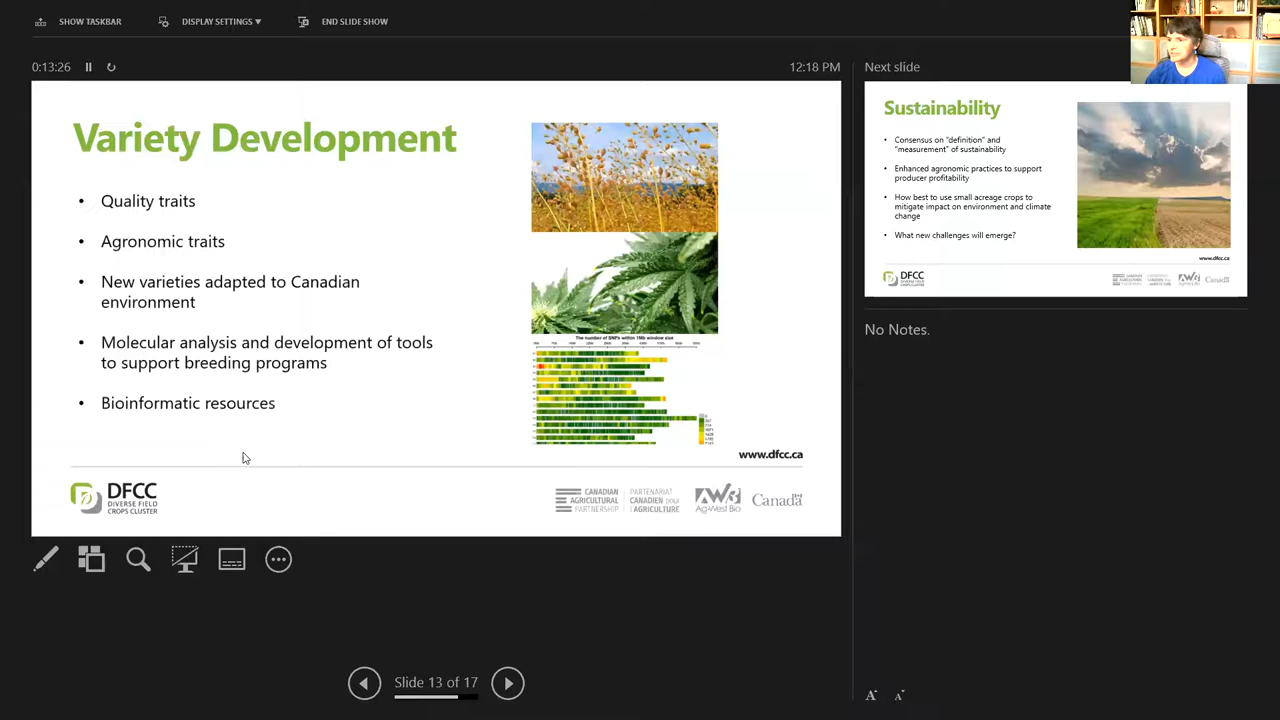 SHOW TASKBAR
DISPLAY SETTINGS ▼
END SLIDE SHOW
0:13:26
12:18 PM
Variety Development
• Quality traits
• Agronomic traits
• New varieties adapted to Canadian
environment
• Molecular analysis and development of tools
to support breeding programs
• Bioinformatic resources
The number of SNPs within 1Mb window size
www.dfcc.ca
DFCC
DIVERSE FIELD
CROPS CLUSTER
CANADIAN
AGRICULTURAL
PARTNERSHIP
PARTENARIAT
CANADIEN POUR
L'AGRICULTURE
Ag-West Bio
Canada
Slide 13 of 17
Next slide
Sustainability
• Consensus on "definition" and
"measurement" of sustainability
• Enhanced agronomic practices to support
producer profitability
• How best to use small acreage crops to
mitigate impact on environment and climate
change
• What new challenges will emerge?
www.dfcc.ca
DFCC
Canada
No Notes.
A
A